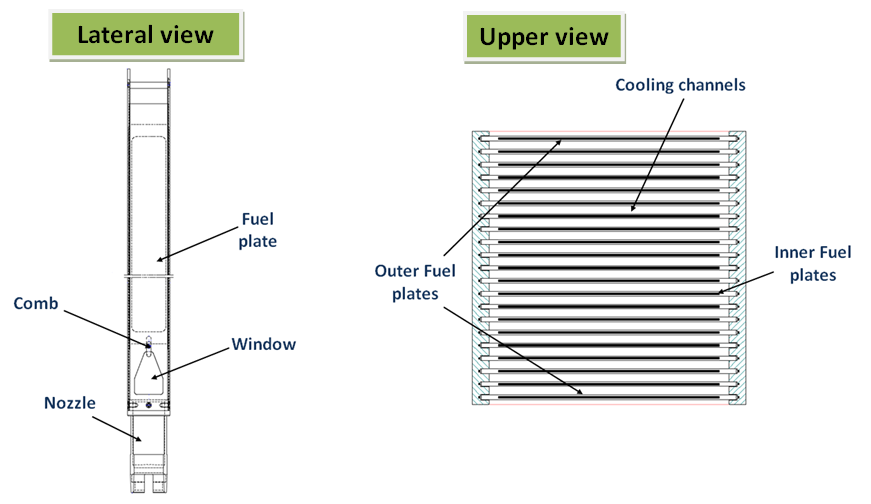 Lateral view
Upper view
Cooling channels
Fuel
plate
Comb
Window
Nozzle
Outer Fuel
plates
Inner Fuel
plates